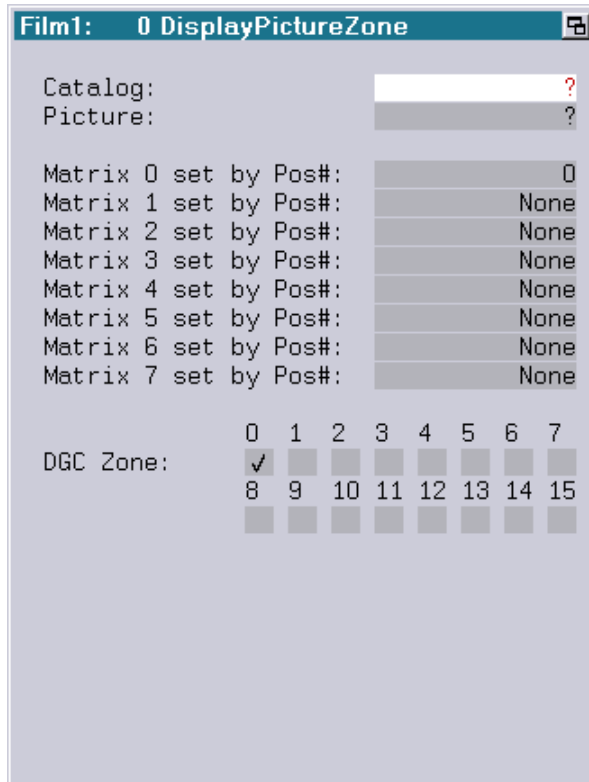 Film1: 0 DisplayPictureZone
Catalog: ?
Picture: ?
Matrix 0 set by Pos#: 0
Matrix 1 set by Pos#: None
Matrix 2 set by Pos#: None
Matrix 3 set by Pos#: None
Matrix 4 set by Pos#: None
Matrix 5 set by Pos#: None
Matrix 6 set by Pos#: None
Matrix 7 set by Pos#: None
0 1 2 3 4 5 6 7
DGC Zone: ✓
8 9 10 11 12 13 14 15